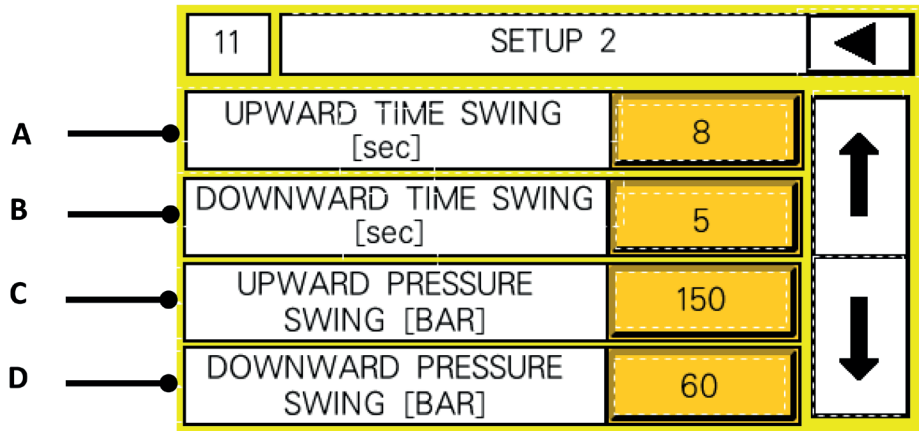 11
SETUP 2
A
UPWARD TIME SWING
[sec]
8
B
DOWNWARD TIME SWING
[sec]
5
C
UPWARD PRESSURE
SWING [BAR]
150
D
DOWNWARD PRESSURE
SWING [BAR]
60